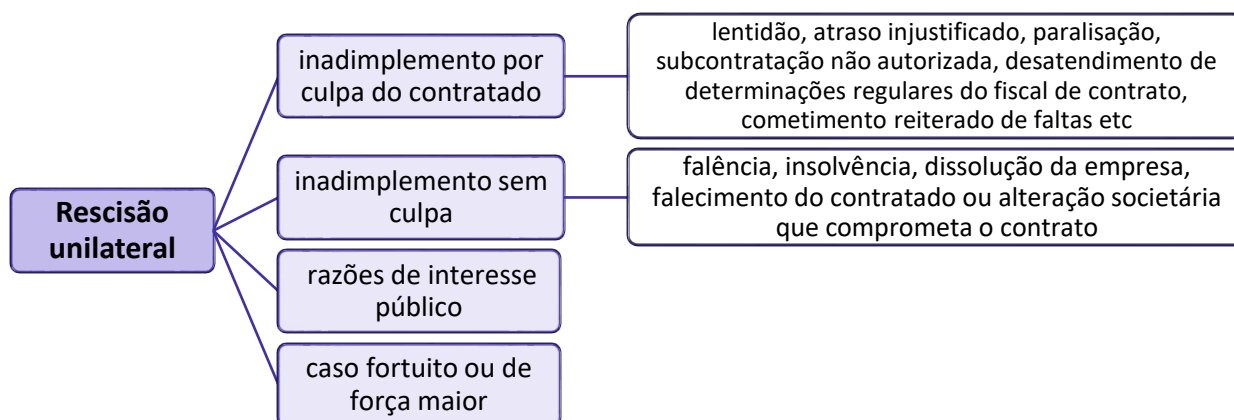 Rescisão
unilateral
inadimplemento por
culpa do contratado
lentidão, atraso injustificado, paralisação,
subcontratação não autorizada, desatendimento de
determinações regulares do fiscal de contrato,
cometimento reiterado de faltas etc
inadimplemento sem
culpa
falência, insolvência, dissolução da empresa,
falecimento do contratado ou alteração societária
que comprometa o contrato
razões de interesse
público
caso fortuito ou de
força maior